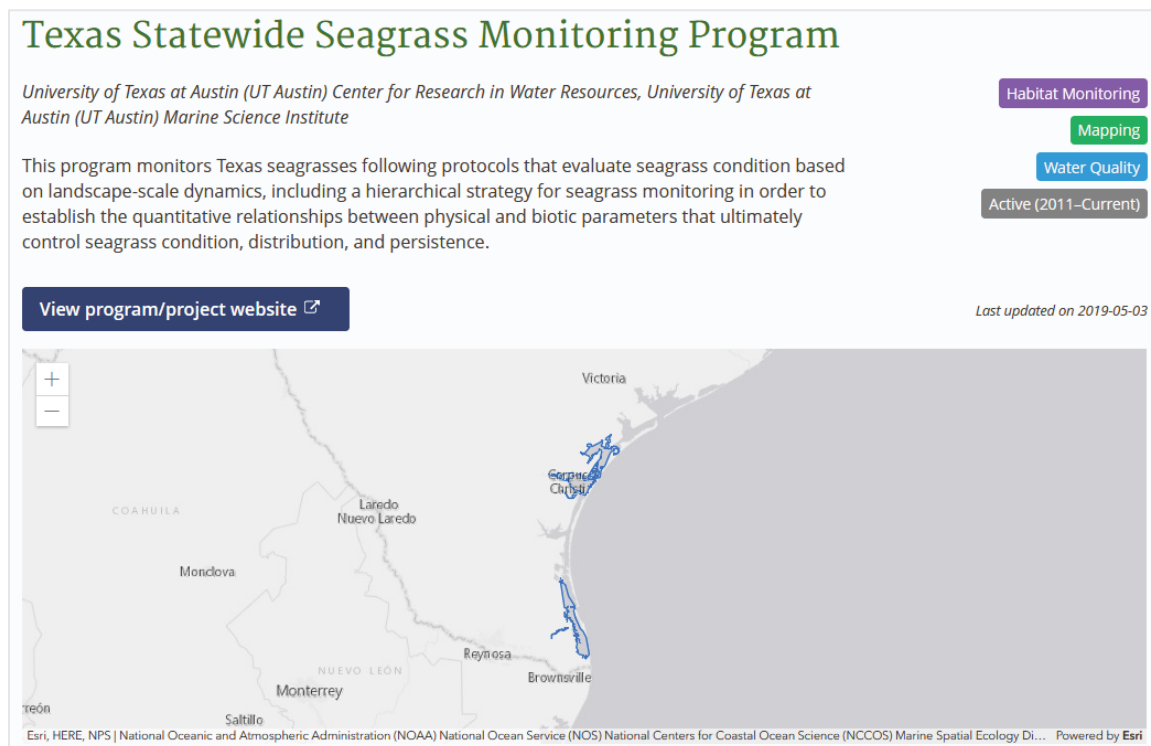 Texas Statewide Seagrass Monitoring Program
University of Texas at Austin (UT Austin) Center for Research in Water Resources, University of Texas at
Austin (UT Austin) Marine Science Institute
Habitat Monitoring
Mapping
Water Quality
Active (2011–Current)
This program monitors Texas seagrasses following protocols that evaluate seagrass condition based
on landscape-scale dynamics, including a hierarchical strategy for seagrass monitoring in order to
establish the quantitative relationships between physical and biotic parameters that ultimately
control seagrass condition, distribution, and persistence.
View program/project website
Last updated on 2019-05-03
+
−
Victoria
Corpus
Christi
Laredo
Nuevo Laredo
COAHUILA
Monclova
Reynosa
NUEVO LEÓN
Brownsville
Monterrey
rreón
Saltillo
Esri, HERE, NPS | National Oceanic and Atmospheric Administration (NOAA) National Ocean Service (NOS) National Centers for Coastal Ocean Science (NCCOS) Marine Spatial Ecology Di... Powered by Esri